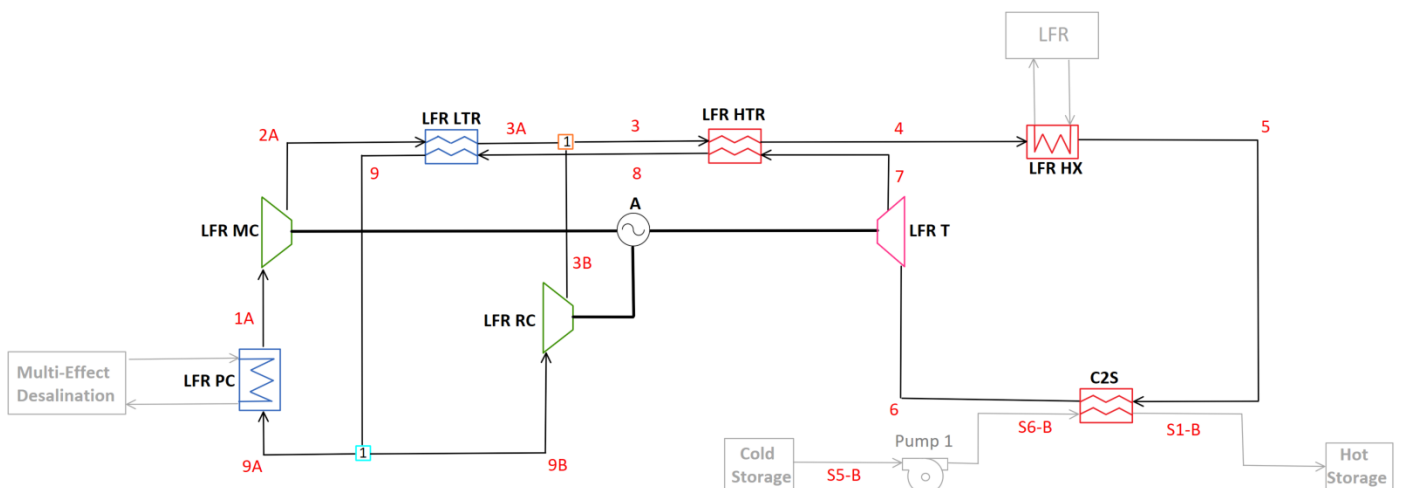 LFR
LFR LTR
3A
3
LFR HTR
4
5
2A
1
LFR HX
9
8
7
A
LFR MC
LFR T
3B
LFR RC
1A
Multi-Effect
Desalination
LFR PC
C2S
6
S6-B
S1-B
Pump 1
1
9A
9B
Cold
Storage
S5-B
Hot
Storage